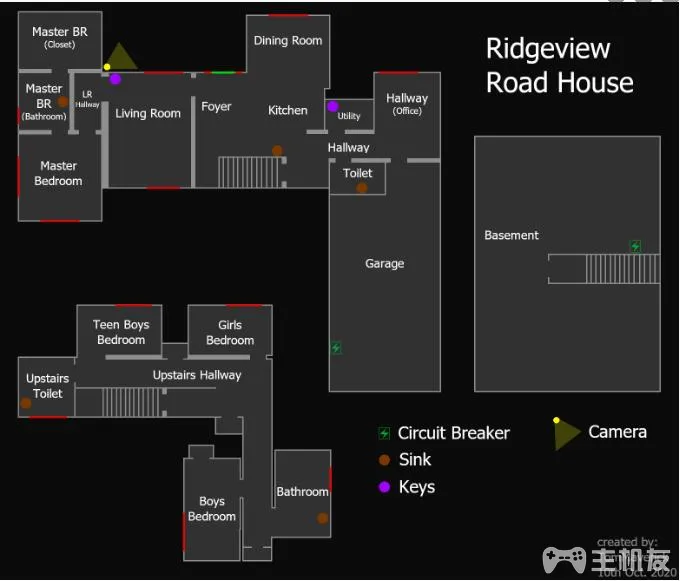 Ridgeview
Road House
Master BR
(Closet)
Dining Room
Master
BR
(Bathroom)
LR
Hallway
Living Room
Foyer
Kitchen
Utility
Hallway
(Office)
Hallway
Toilet
Master
Bedroom
Garage
Basement
Teen Boys
Bedroom
Girls
Bedroom
Upstairs
Toilet
Upstairs Hallway
Boys
Bedroom
Bathroom
Circuit Breaker
Camera
Sink
Keys
created by:
10th Oct. 2020
主机友